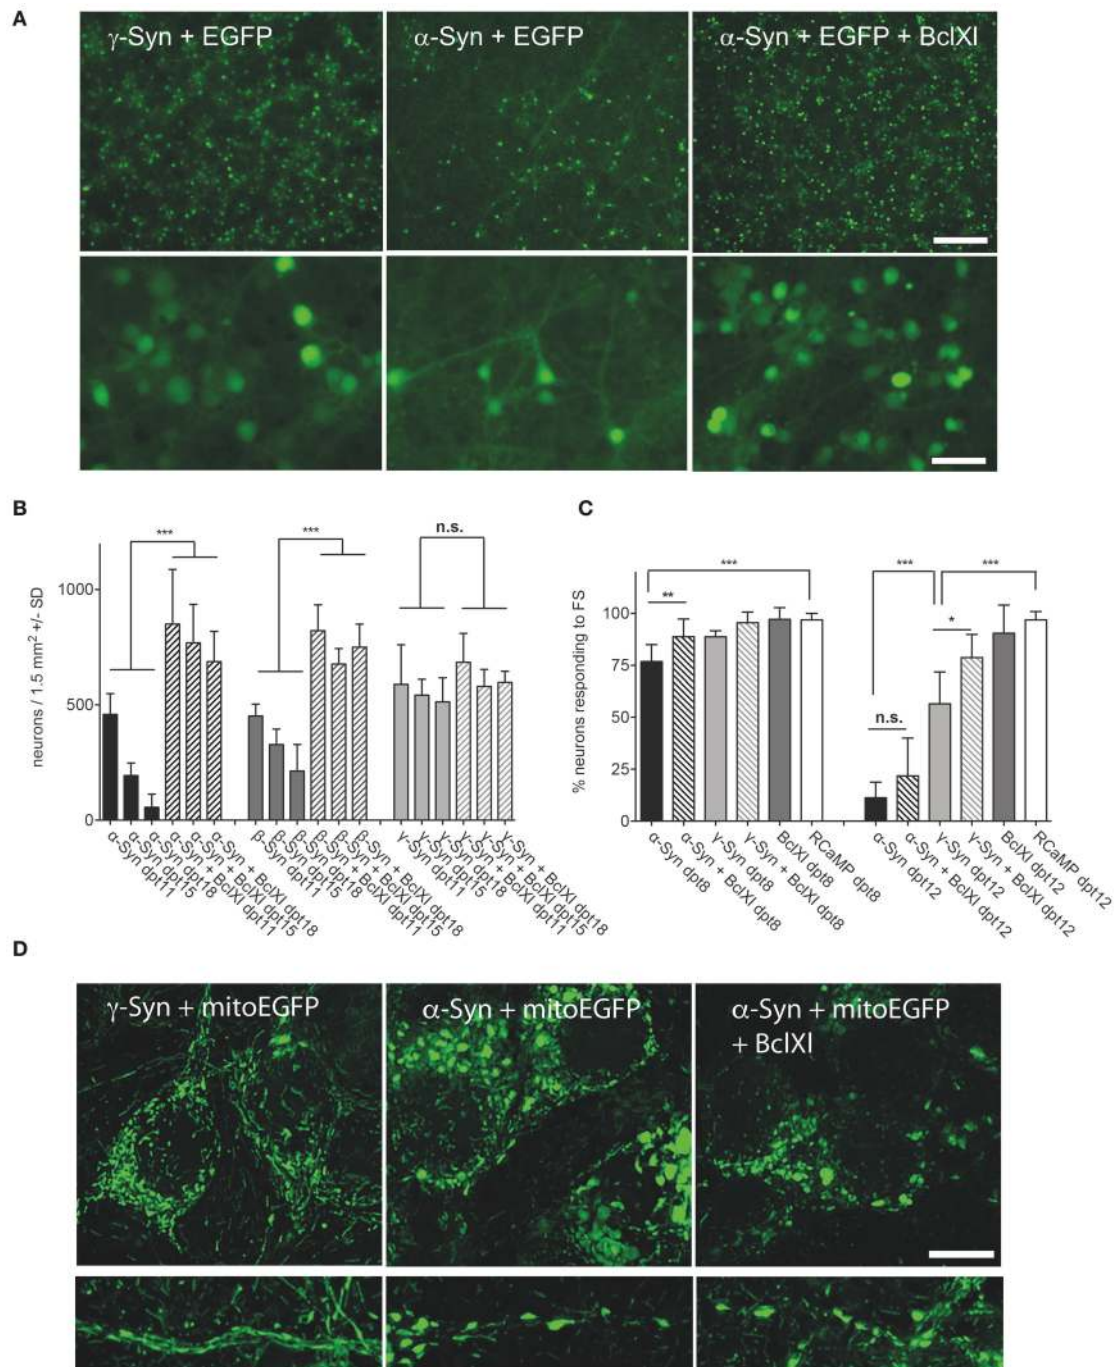 A
γ-Syn + EGFP
α-Syn + EGFP
α-Syn + EGFP + BclXl
B
neurons / 1.5 mm² +/- SD
1000
500
0
***
***
n.s.
α-Syn dpt11
α-Syn dpt15
α-Syn dpt18
α-Syn + BclXl dpt11
α-Syn + BclXl dpt15
α-Syn + BclXl dpt18
β-Syn dpt11
β-Syn dpt15
β-Syn dpt18
β-Syn + BclXl dpt11
β-Syn + BclXl dpt15
β-Syn + BclXl dpt18
γ-Syn dpt11
γ-Syn dpt15
γ-Syn dpt18
γ-Syn + BclXl dpt11
γ-Syn + BclXl dpt15
γ-Syn + BclXl dpt18
C
% neurons responding to FS
100
75
50
25
0
***
**
***
***
*
n.s.
α-Syn dpt8
α-Syn + BclXl dpt8
γ-Syn dpt8
γ-Syn + BclXl dpt8
BclXl dpt8
RCaMP dpt8
α-Syn dpt12
α-Syn + BclXl dpt12
γ-Syn dpt12
γ-Syn + BclXl dpt12
BclXl dpt12
RCaMP dpt12
D
γ-Syn + mitoEGFP
α-Syn + mitoEGFP
α-Syn + mitoEGFP
+ BclXl